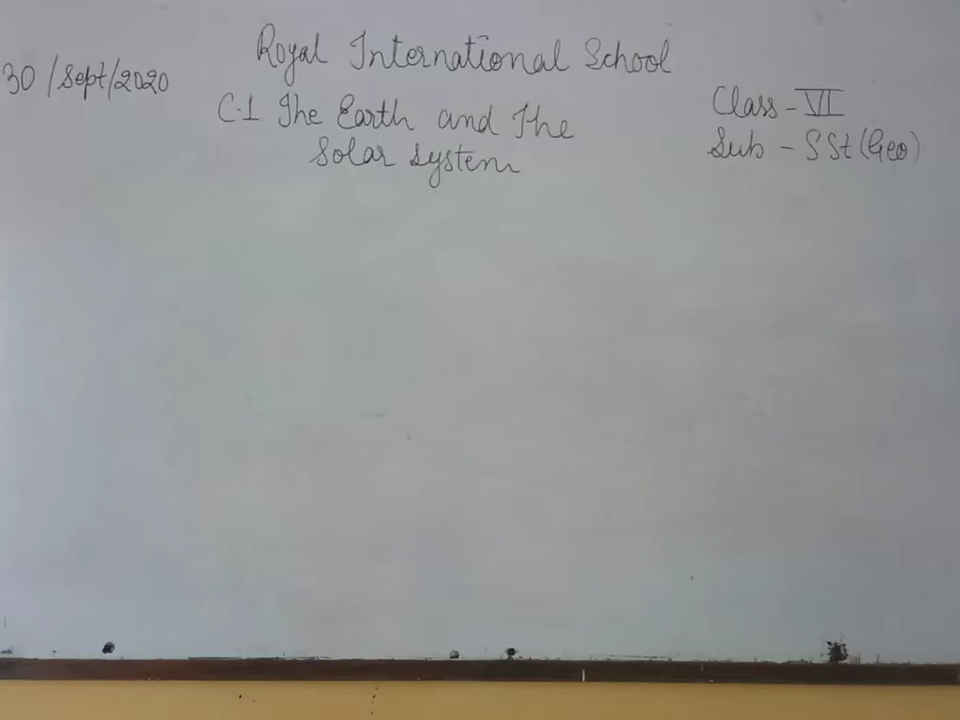 Royal International School
30/Sept/2020
C.1 The Earth and The
Solar System
Class - VI
Sub - SSt (Geo)